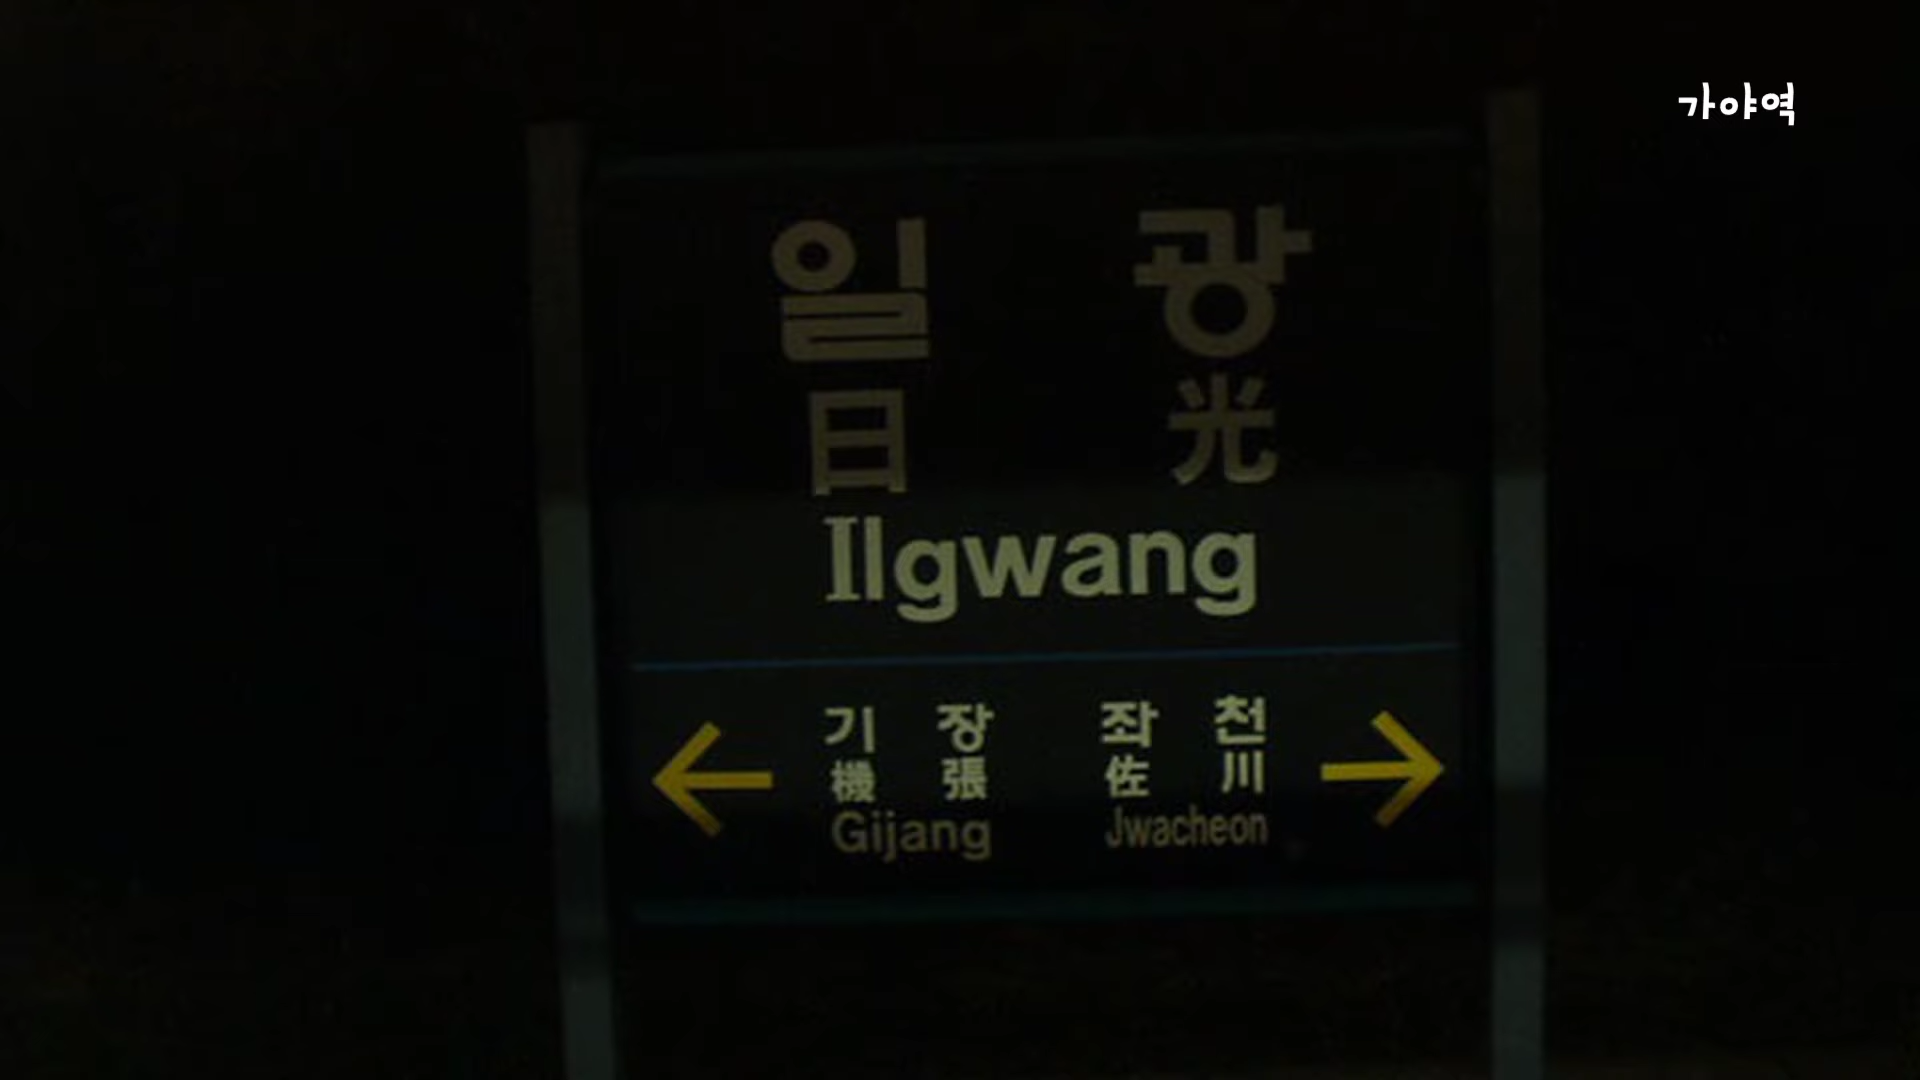 가야역
일 광
日 光
Ilgwang
기 장 좌 천
機 張 佐 川
Gijang Jwacheon